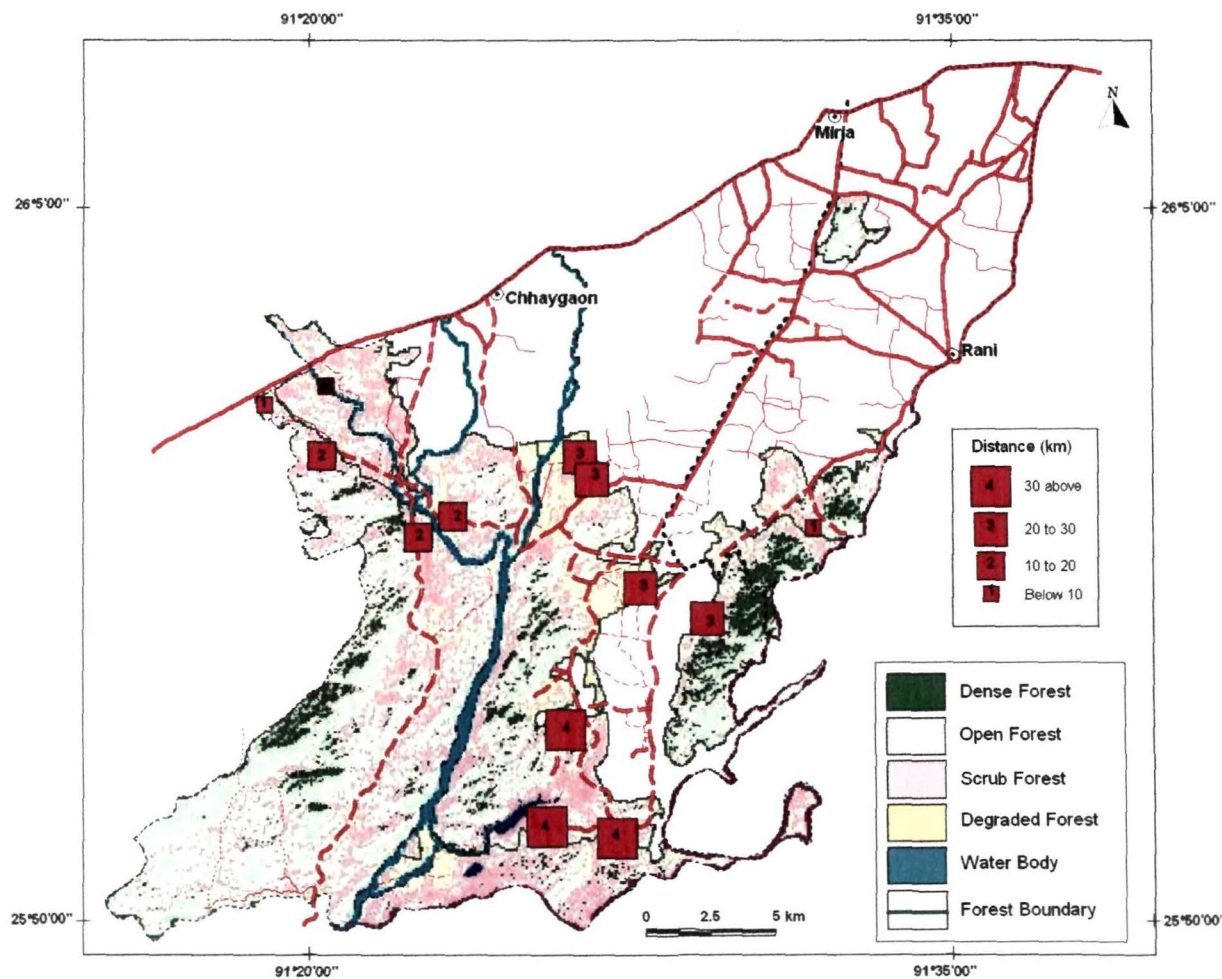 91°20'00"
91°35'00"
N
Mirja
26°5'00"
26°5'00"
Chhaygaon
Rani
1
2
3
3
2
2
1
3
3
4
4
4
Distance (km)
4 30 above
3 20 to 30
2 10 to 20
1 Below 10
Dense Forest
Open Forest
Scrub Forest
Degraded Forest
Water Body
Forest Boundary
0 2.5 5 km
25°50'00"
25°50'00"
91°20'00"
91°35'00"